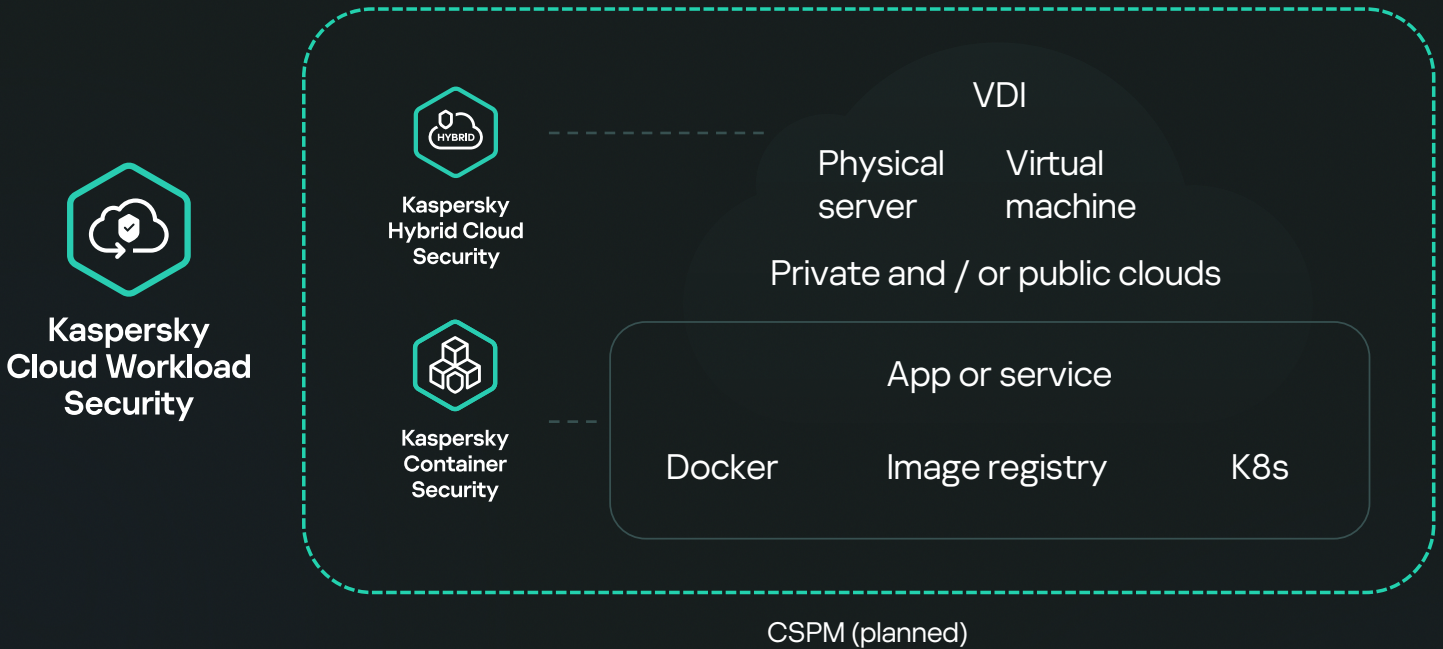 Kaspersky
Cloud Workload
Security
HYBRID
Kaspersky
Hybrid Cloud
Security
VDI
Physical
server
Virtual
machine
Private and / or public clouds
Kaspersky
Container
Security
App or service
Docker
Image registry
K8s
CSPM (planned)